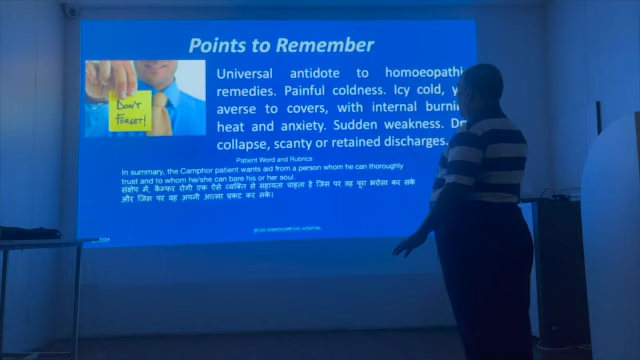 Points to Remember
DON'T
FORGET!
Universal antidote to homoeopathi
remedies. Painful coldness. Icy cold, y
averse to covers, with internal burnin
heat and anxiety. Sudden weakness.
collapse, scanty or retained discharges.
Patient Word and Rubrics
In summary, the Camphor patient wants aid from a person whom he can thoroughly
trust and to whom he/she can bare his or her soul.
संक्षेप में, कैम्फर रोगी एक ऐसे व्यक्ति से सहायता चाहता है जिस पर वह पूरा भरोसा कर सके
और जिस पर वह अपनी आत्मा प्रकट कर सके।